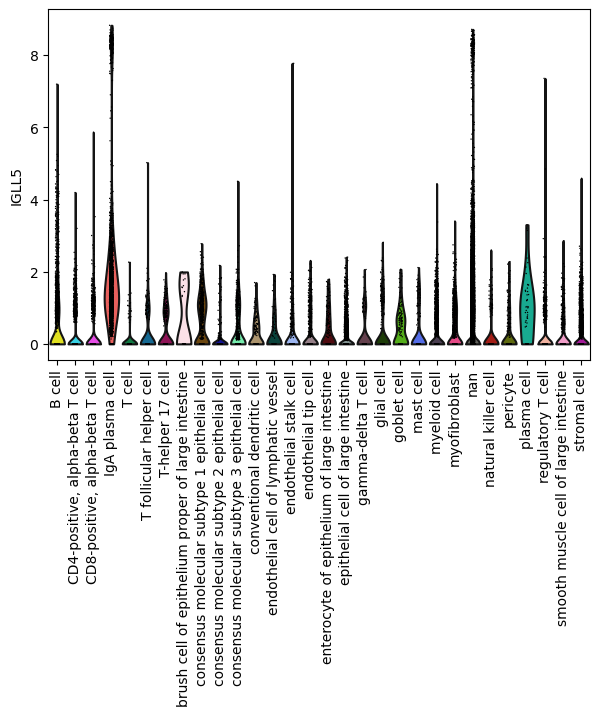 8
6
4
2
0
IGLL5
B cell
CD4-positive, alpha-beta T cell
CD8-positive, alpha-beta T cell
IgA plasma cell
T cell
T follicular helper cell
T-helper 17 cell
brush cell of epithelium proper of large intestine
consensus molecular subtype 1 epithelial cell
consensus molecular subtype 2 epithelial cell
consensus molecular subtype 3 epithelial cell
conventional dendritic cell
endothelial cell of lymphatic vessel
endothelial stalk cell
endothelial tip cell
enterocyte of epithelium of large intestine
epithelial cell of large intestine
gamma-delta T cell
glial cell
goblet cell
mast cell
myeloid cell
myofibroblast
nan
natural killer cell
pericyte
plasma cell
regulatory T cell
smooth muscle cell of large intestine
stromal cell